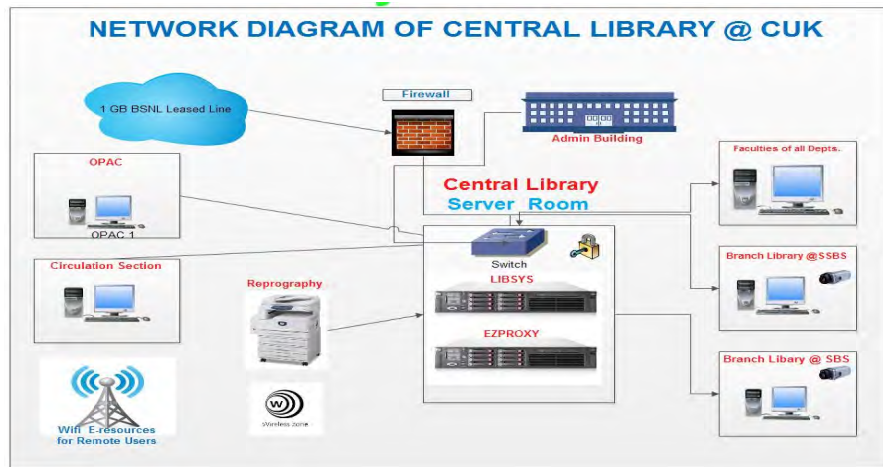 NETWORK DIAGRAM OF CENTRAL LIBRARY @ CUK
1 GB BSNL Leased Line
Firewall
Admin Building
OPAC
OPAC 1
Central Library
Server Room
Faculties of all Depts.
Switch
Circulation Section
Reprography
LIBSYS
EZPROXY
Branch Library @SSBS
Branch Libary @ SBS
Wifi E-resources
for Remote Users
W
Wireless zone